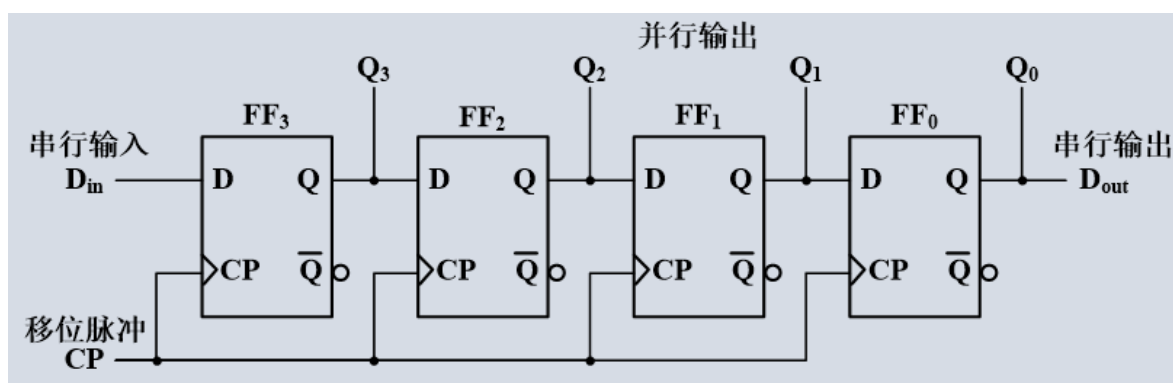 并行输出
Q₃ Q₂ Q₁ Q₀
FF₃ FF₂ FF₁ FF₀
串行输入 串行输出
Dᵢₙ D Q D Q D Q D Q Dₒᵤₜ
CP Q̅ CP Q̅ CP Q̅ CP Q̅
移位脉冲
CP